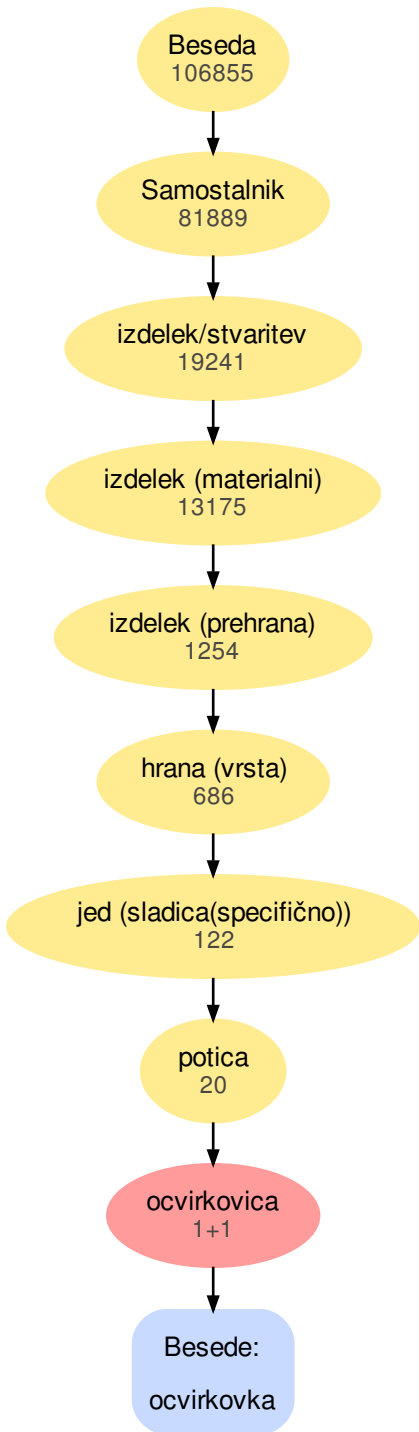 Beseda
106855
Samostalnik
81889
izdelek/stvaritev
19241
izdelek (materialni)
13175
izdelek (prehrana)
1254
hrana (vrsta)
686
jed (sladica(specifično))
122
potica
20
ocvirkovica
1+1
Besede:
ocvirkovka